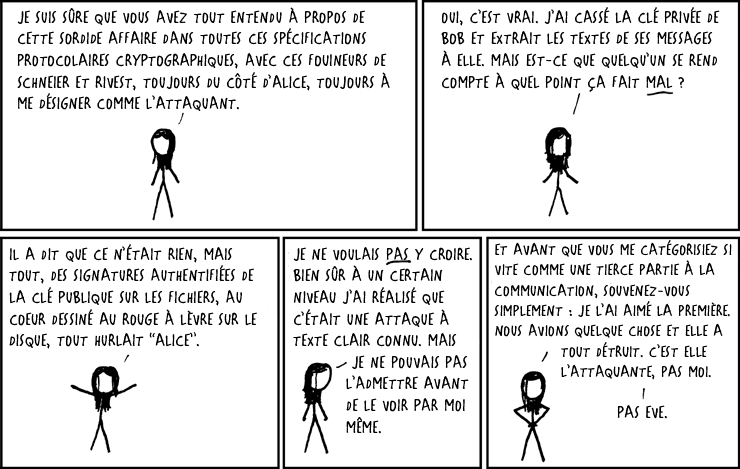 JE SUIS SÛRE QUE VOUS AVEZ TOUT ENTENDU À PROPOS DE
CETTE SORDIDE AFFAIRE DANS TOUTES CES SPÉCIFICATIONS
PROTOCOLAIRES CRYPTOGRAPHIQUES, AVEC CES FOUINEURS DE
SCHNEIER ET RIVEST, TOUJOURS DU CÔTÉ D'ALICE, TOUJOURS À
ME DÉSIGNER COMME L'ATTAQUANT.
OUI, C'EST VRAI. J'AI CASSÉ LA CLÉ PRIVÉE DE
BOB ET EXTRAIT LES TEXTES DE SES MESSAGES
À ELLE. MAIS EST-CE QUE QUELQU'UN SE REND
COMPTE À QUEL POINT ÇA FAIT MAL ?
IL A DIT QUE CE N'ÉTAIT RIEN, MAIS
TOUT, DES SIGNATURES AUTHENTIFIÉES DE
LA CLÉ PUBLIQUE SUR LES FICHIERS, AU
COEUR DESSINÉ AU ROUGE À LÈVRE SUR LE
DISQUE, TOUT HURLAIT "ALICE".
JE NE VOULAIS PAS Y CROIRE.
BIEN SÛR À UN CERTAIN
NIVEAU J'AI RÉALISÉ QUE
C'ÉTAIT UNE ATTAQUE À
TEXTE CLAIR CONNU. MAIS
JE NE POUVAIS PAS
L'ADMETTRE AVANT
DE LE VOIR PAR MOI
MÊME.
ET AVANT QUE VOUS ME CATÉGORISIEZ SI
VITE COMME UNE TIERCE PARTIE À LA
COMMUNICATION, SOUVENEZ-VOUS
SIMPLEMENT : JE L'AI AIMÉ LA PREMIÈRE.
NOUS AVIONS QUELQUE CHOSE ET ELLE A
TOUT DÉTRUIT. C'EST ELLE
L'ATTAQUANTE, PAS MOI.
PAS EVE.